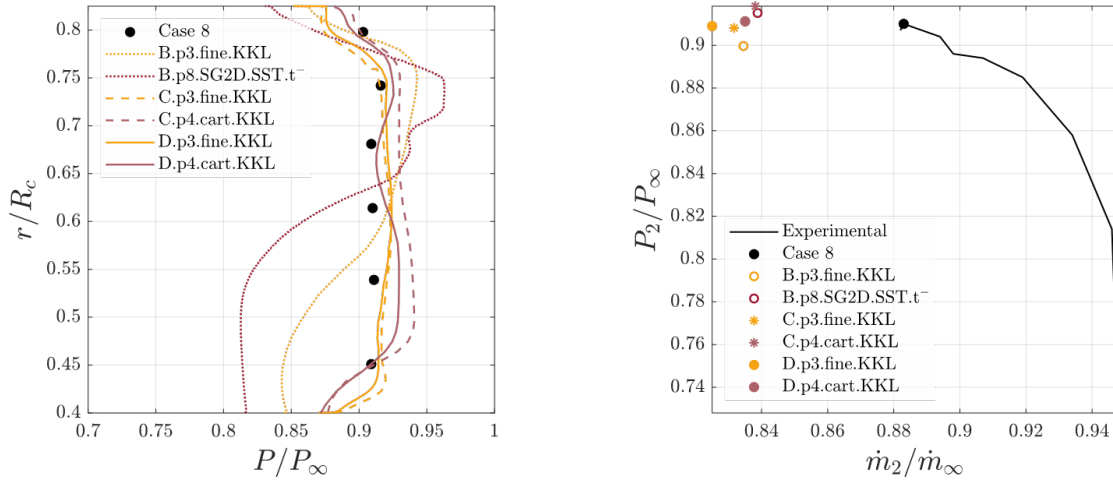 0.8
0.75
0.7
0.65
0.6
0.55
0.5
0.45
0.4
r/R_c
Case 8
B.p3.fine.KKL
B.p8.SG2D.SST.t⁻
C.p3.fine.KKL
C.p4.cart.KKL
D.p3.fine.KKL
D.p4.cart.KKL
0.7 0.75 0.8 0.85 0.9 0.95 1
P/P_∞
0.9
0.88
0.86
0.84
0.82
0.8
0.78
0.76
0.74
P_2/P_∞
Experimental
Case 8
B.p3.fine.KKL
B.p8.SG2D.SST.t⁻
C.p3.fine.KKL
C.p4.cart.KKL
D.p3.fine.KKL
D.p4.cart.KKL
0.84 0.86 0.88 0.9 0.92 0.94
ṁ_2/ṁ_∞